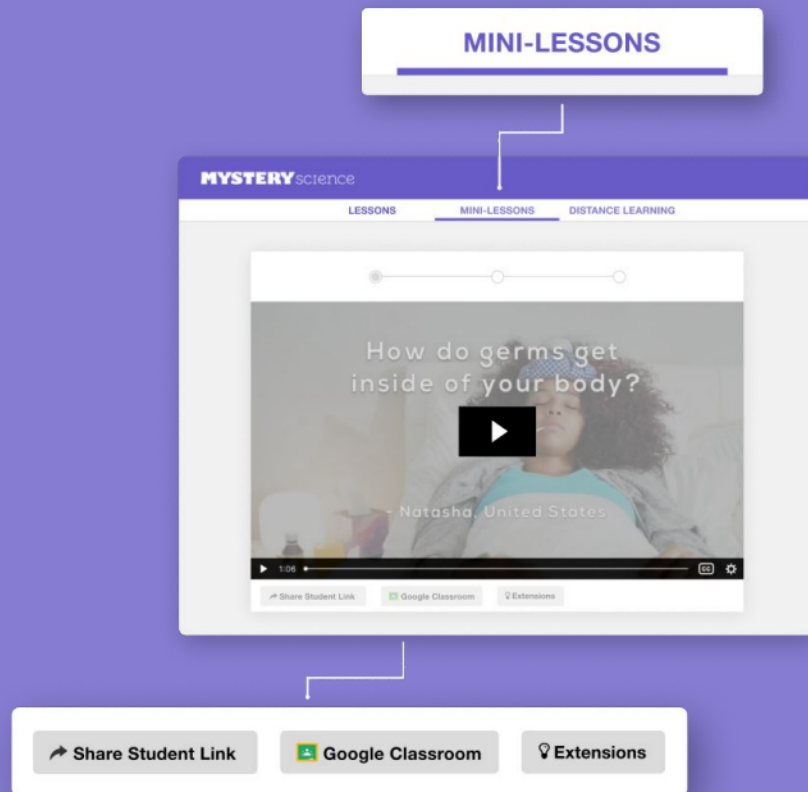 MINI-LESSONS
MYSTERY science
LESSONS MINI-LESSONS DISTANCE LEARNING
How do germs get
inside of your body?
- Natasha, United States
1:06 CC
Share Student Link Google Classroom Extensions
Share Student Link Google Classroom Extensions